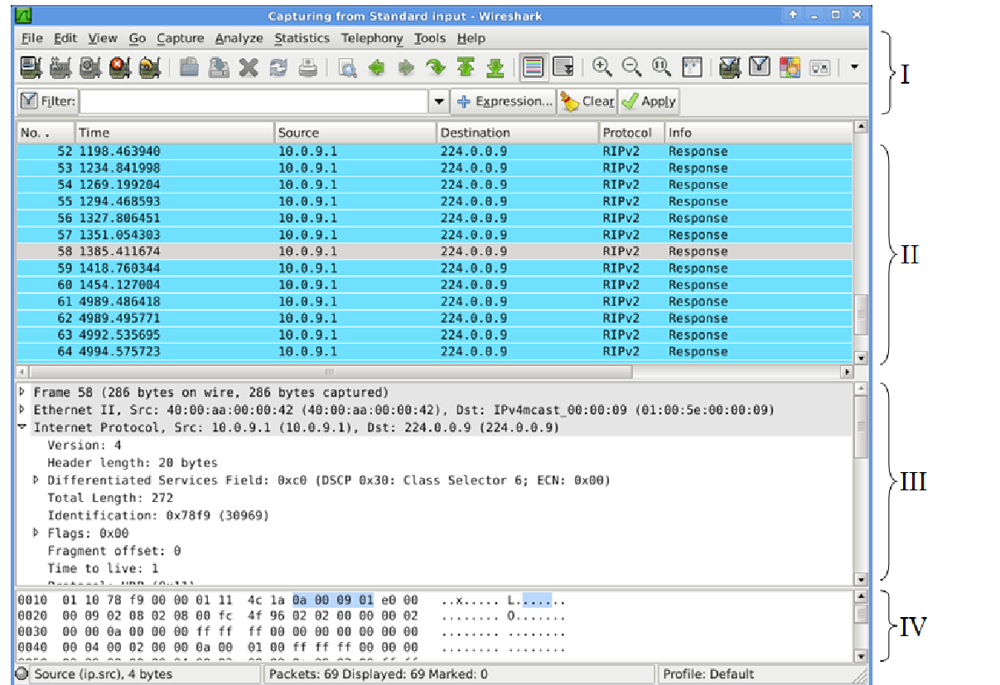 Capturing from Standard input - Wireshark
File Edit View Go Capture Analyze Statistics Telephony Tools Help
I
Filter: Expression... Clear Apply
No. . Time Source Destination Protocol Info
52 1198.463940 10.0.9.1 224.0.0.9 RIPv2 Response
53 1234.841998 10.0.9.1 224.0.0.9 RIPv2 Response
54 1269.199204 10.0.9.1 224.0.0.9 RIPv2 Response
55 1294.468593 10.0.9.1 224.0.0.9 RIPv2 Response
56 1327.806451 10.0.9.1 224.0.0.9 RIPv2 Response
57 1351.054303 10.0.9.1 224.0.0.9 RIPv2 Response
58 1385.411674 10.0.9.1 224.0.0.9 RIPv2 Response
II
59 1418.760344 10.0.9.1 224.0.0.9 RIPv2 Response
60 1454.127004 10.0.9.1 224.0.0.9 RIPv2 Response
61 4989.486418 10.0.9.1 224.0.0.9 RIPv2 Response
62 4989.495771 10.0.9.1 224.0.0.9 RIPv2 Response
63 4992.535695 10.0.9.1 224.0.0.9 RIPv2 Response
64 4994.575723 10.0.9.1 224.0.0.9 RIPv2 Response
Frame 58 (286 bytes on wire, 286 bytes captured)
Ethernet II, Src: 40:00:aa:00:00:42 (40:00:aa:00:00:42), Dst: IPv4mcast_00:00:09 (01:00:5e:00:00:09)
Internet Protocol, Src: 10.0.9.1 (10.0.9.1), Dst: 224.0.0.9 (224.0.0.9)
Version: 4
Header length: 20 bytes
Differentiated Services Field: 0xc0 (DSCP 0x30: Class Selector 6; ECN: 0x00)
III
Total Length: 272
Identification: 0x78f9 (30969)
Flags: 0x00
Fragment offset: 0
Time to live: 1
0010 01 10 78 f9 00 00 01 11 4c 1a 0a 00 09 01 e0 00 ..x..... L.......
0020 00 09 02 08 02 08 00 fc 4f 96 02 02 00 00 00 02 ........ O.......
IV
0030 00 00 0a 00 00 00 ff ff ff 00 00 00 00 00 00 00 ........ ........
0040 00 04 00 02 00 00 0a 00 01 00 ff ff ff 00 00 00 ........ ........
Source (ip.src), 4 bytes Packets: 69 Displayed: 69 Marked: 0 Profile: Default